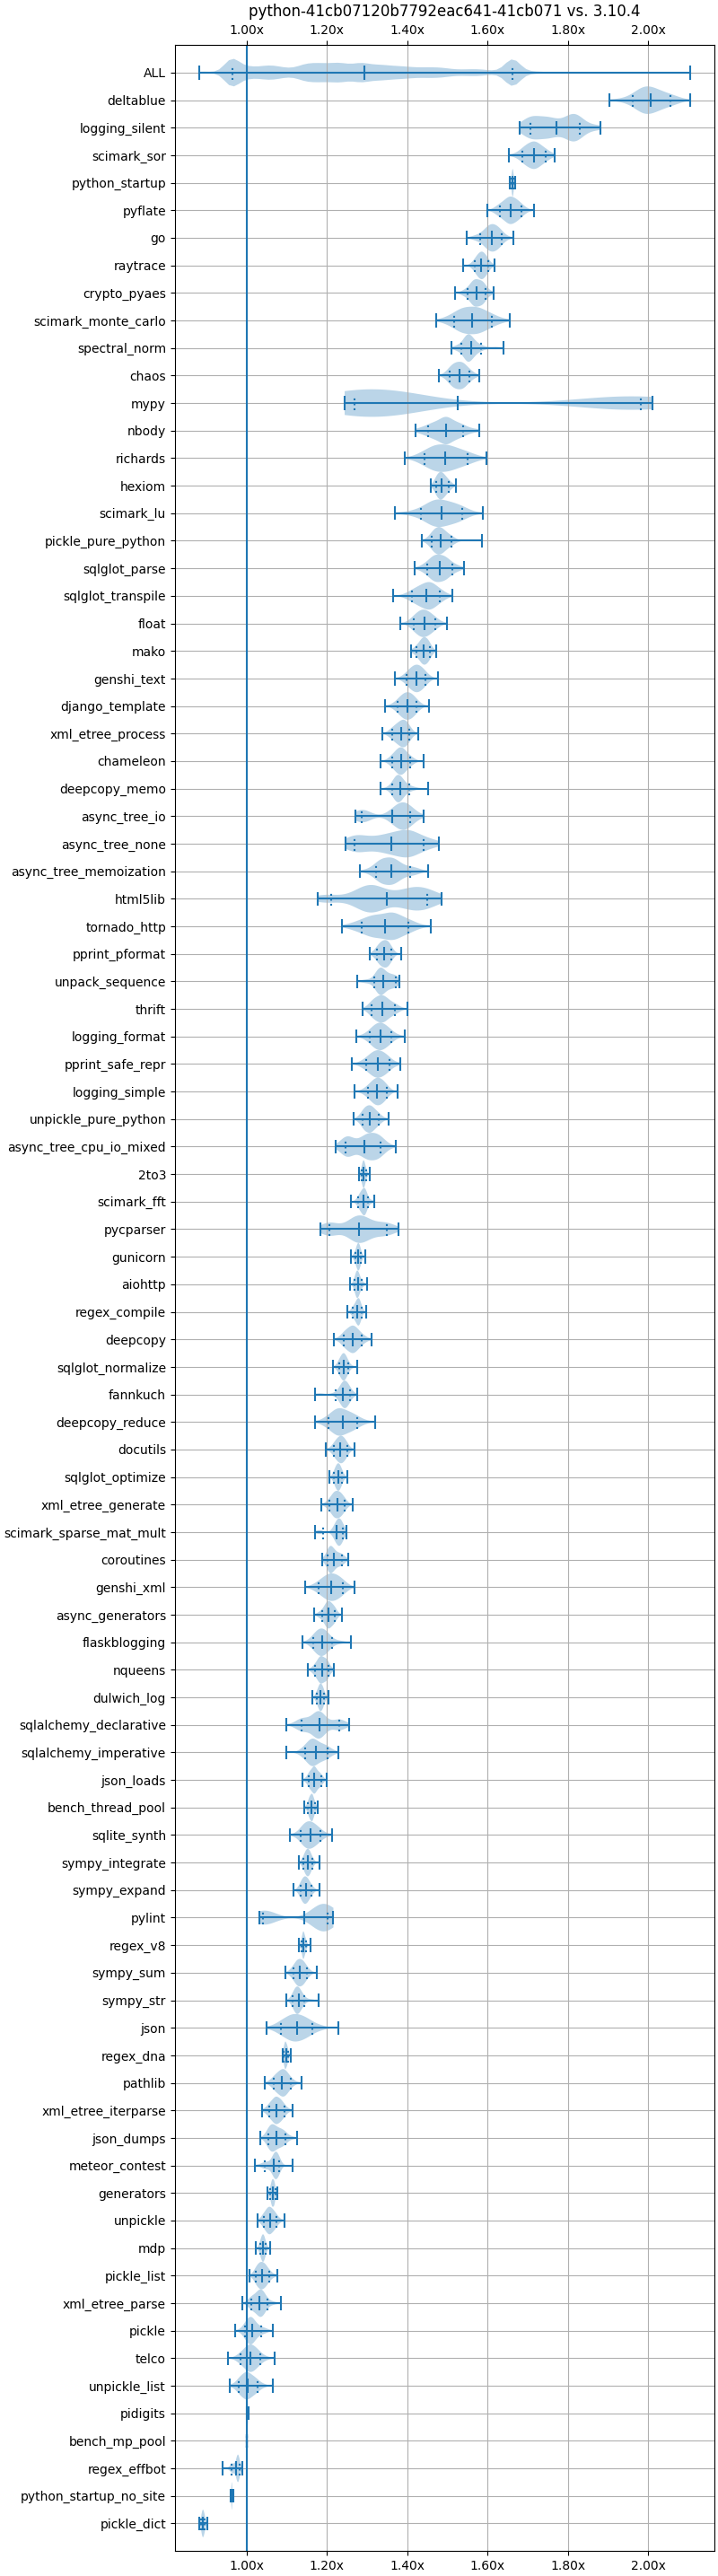 python-41cb07120b7792eac641-41cb071 vs. 3.10.4
1.00x 1.20x 1.40x 1.60x 1.80x 2.00x
ALL
deltablue
logging_silent
scimark_sor
python_startup
pyflate
go
raytrace
crypto_pyaes
scimark_monte_carlo
spectral_norm
chaos
mypy
nbody
richards
hexiom
scimark_lu
pickle_pure_python
sqlglot_parse
sqlglot_transpile
float
mako
genshi_text
django_template
xml_etree_process
chameleon
deepcopy_memo
async_tree_io
async_tree_none
async_tree_memoization
html5lib
tornado_http
pprint_pformat
unpack_sequence
thrift
logging_format
pprint_safe_repr
logging_simple
unpickle_pure_python
async_tree_cpu_io_mixed
2to3
scimark_fft
pycparser
gunicorn
aiohttp
regex_compile
deepcopy
sqlglot_normalize
fannkuch
deepcopy_reduce
docutils
sqlglot_optimize
xml_etree_generate
scimark_sparse_mat_mult
coroutines
genshi_xml
async_generators
flaskblogging
nqueens
dulwich_log
sqlalchemy_declarative
sqlalchemy_imperative
json_loads
bench_thread_pool
sqlite_synth
sympy_integrate
sympy_expand
pylint
regex_v8
sympy_sum
sympy_str
json
regex_dna
pathlib
xml_etree_iterparse
json_dumps
meteor_contest
generators
unpickle
mdp
pickle_list
xml_etree_parse
pickle
telco
unpickle_list
pidigits
bench_mp_pool
regex_effbot
python_startup_no_site
pickle_dict
1.00x 1.20x 1.40x 1.60x 1.80x 2.00x